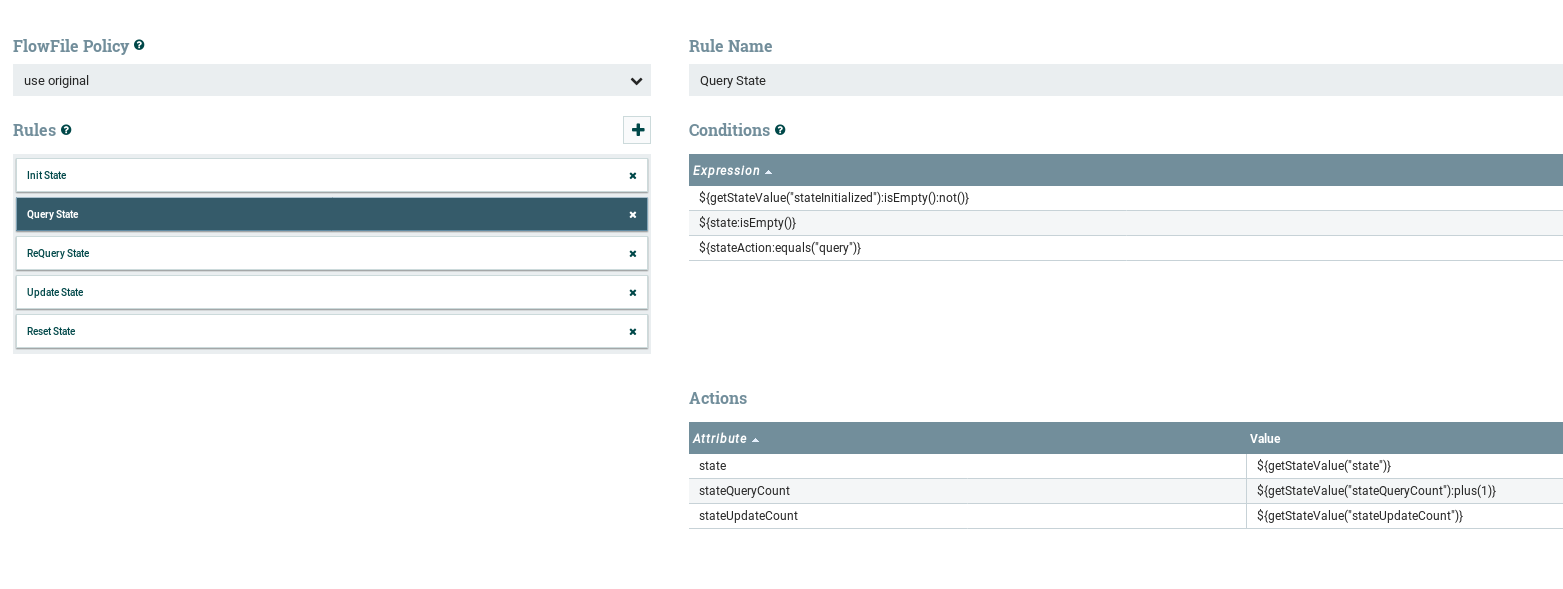 FlowFile Policy
use original
Rules
Init State
Query State
ReQuery State
Update State
Reset State
Rule Name
Query State
Conditions
Expression
${getStateValue("stateInitialized"):isEmpty():not()}
${state:isEmpty()}
${stateAction:equals("query")}
Actions
Attribute Value
state ${getStateValue("state")}
stateQueryCount ${getStateValue("stateQueryCount"):plus(1)}
stateUpdateCount ${getStateValue("stateUpdateCount")}